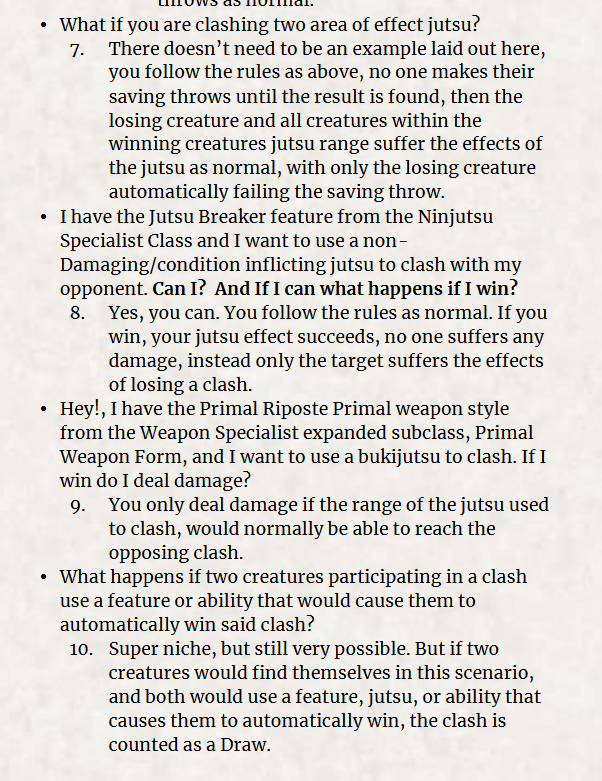 throws as normal.
• What if you are clashing two area of effect jutsu?
7. There doesn't need to be an example laid out here,
you follow the rules as above, no one makes their
saving throws until the result is found, then the
losing creature and all creatures within the
winning creatures jutsu range suffer the effects of
the jutsu as normal, with only the losing creature
automatically failing the saving throw.
• I have the Jutsu Breaker feature from the Ninjutsu
Specialist Class and I want to use a non-
Damaging/condition inflicting jutsu to clash with my
opponent. Can I? And If I can what happens if I win?
8. Yes, you can. You follow the rules as normal. If you
win, your jutsu effect succeeds, no one suffers any
damage, instead only the target suffers the effects
of losing a clash.
• Hey!, I have the Primal Riposte Primal weapon style
from the Weapon Specialist expanded subclass, Primal
Weapon Form, and I want to use a bukijutsu to clash. If I
win do I deal damage?
9. You only deal damage if the range of the jutsu used
to clash, would normally be able to reach the
opposing clash.
• What happens if two creatures participating in a clash
use a feature or ability that would cause them to
automatically win said clash?
10. Super niche, but still very possible. But if two
creatures would find themselves in this scenario,
and both would use a feature, jutsu, or ability that
causes them to automatically win, the clash is
counted as a Draw.